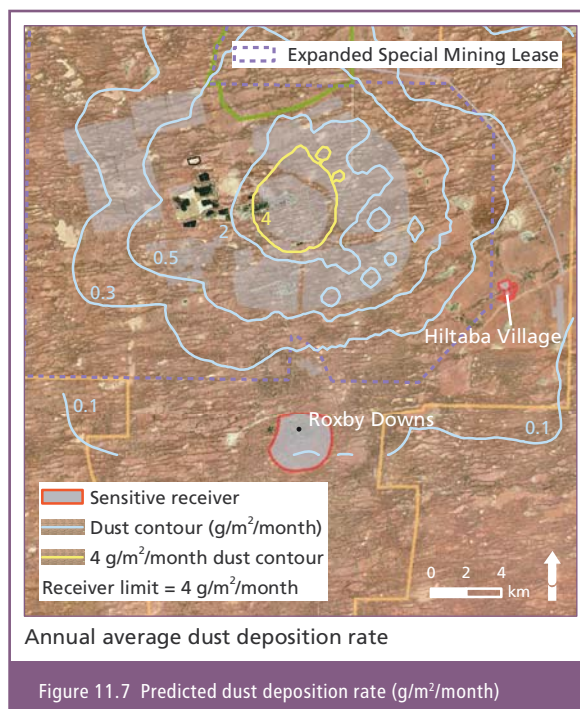 Expanded Special Mining Lease
4
2
0.5
0.3
Hiltaba Village
0.1
Roxby Downs
0.1
Sensitive receiver
Dust contour (g/m²/month)
4 g/m²/month dust contour
Receiver limit = 4 g/m²/month
0 2 4
km
Annual average dust deposition rate
Figure 11.7 Predicted dust deposition rate (g/m²/month)